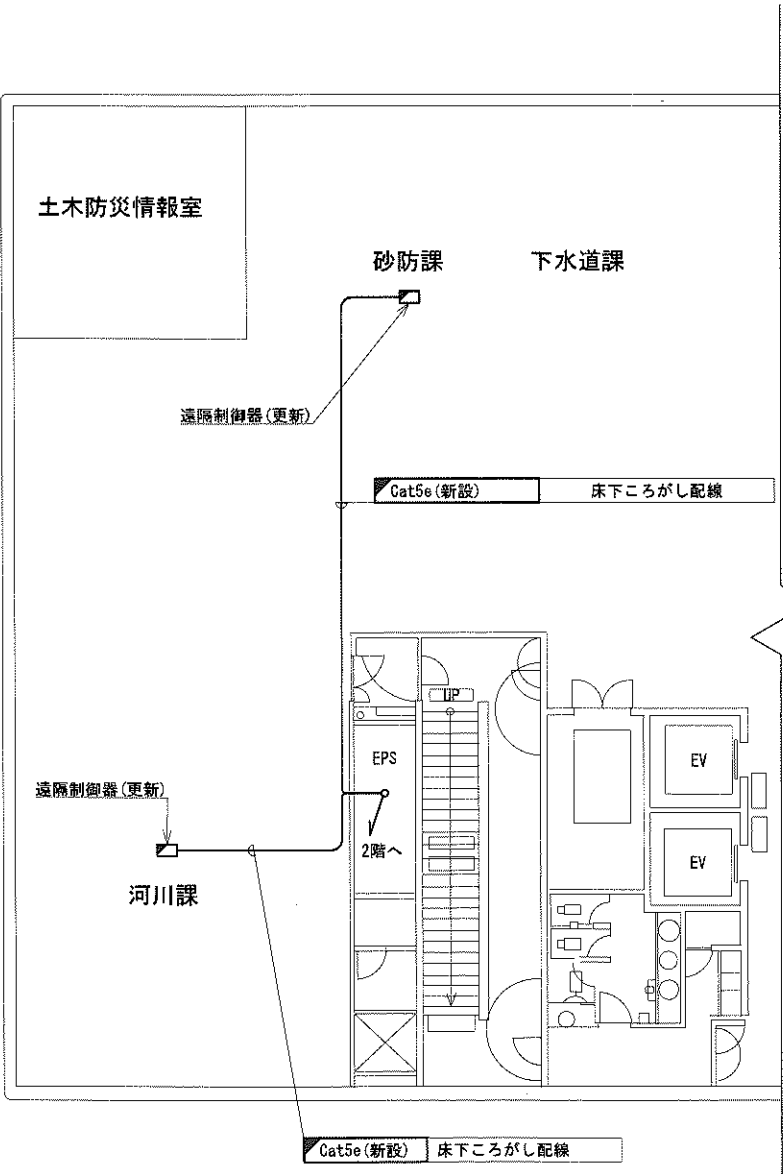 土木防災情報室
砂防課
下水道課
遠隔制御器(更新)
Cat5e(新設) 床下ころがし配線
UP
EPS
EV
遠隔制御器(更新)
2階へ
EV
河川課
Cat5e(新設) 床下ころがし配線